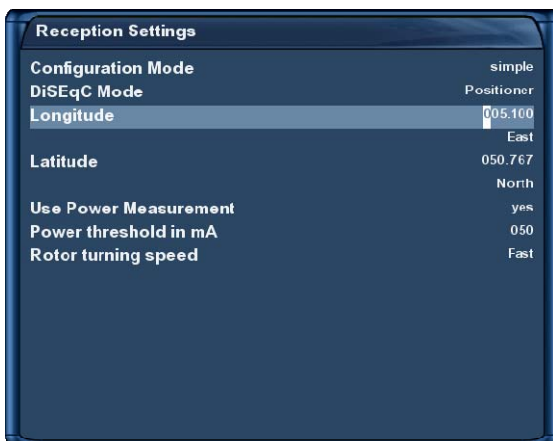 Reception Settings
Configuration Mode simple
DiSEqC Mode Positioner
Longitude 005.100
East
Latitude 050.767
North
Use Power Measurement yes
Power threshold in mA 050
Rotor turning speed Fast